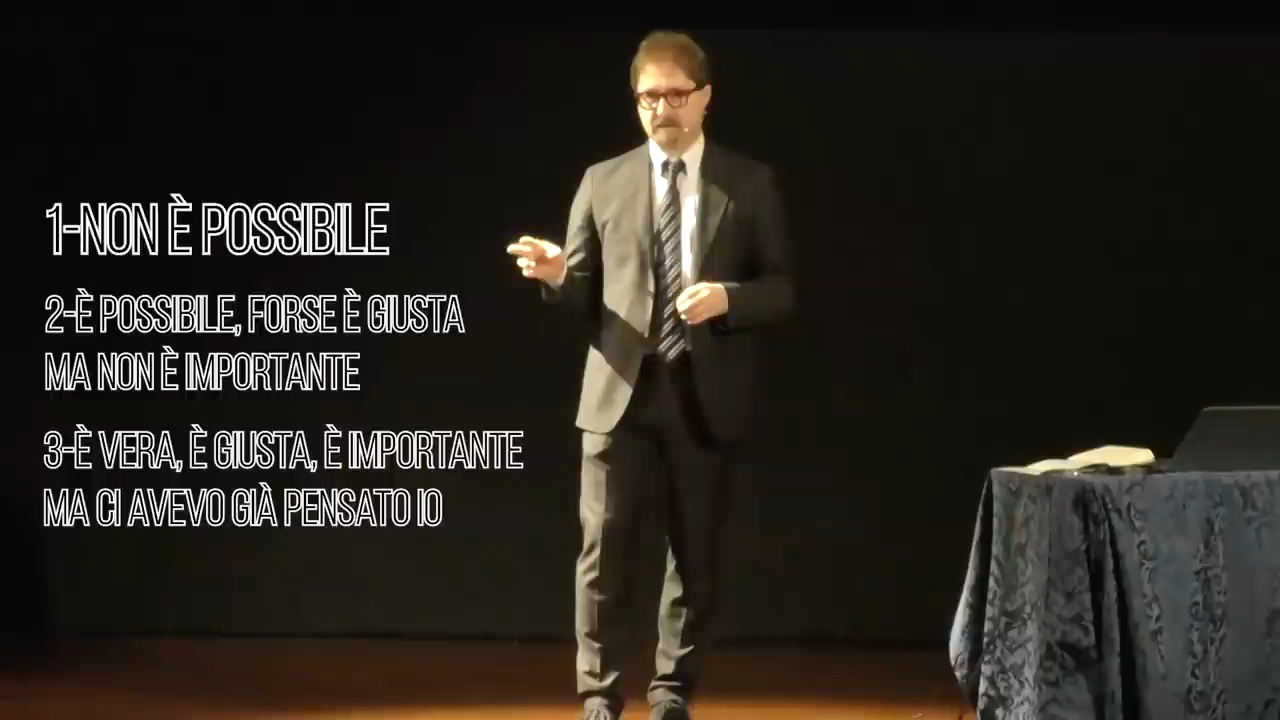 1-NON È POSSIBILE
2-È POSSIBILE, FORSE È GIUSTA
MA NON È IMPORTANTE
3-È VERA, È GIUSTA, È IMPORTANTE
MA CI AVEVO GIÀ PENSATO IO